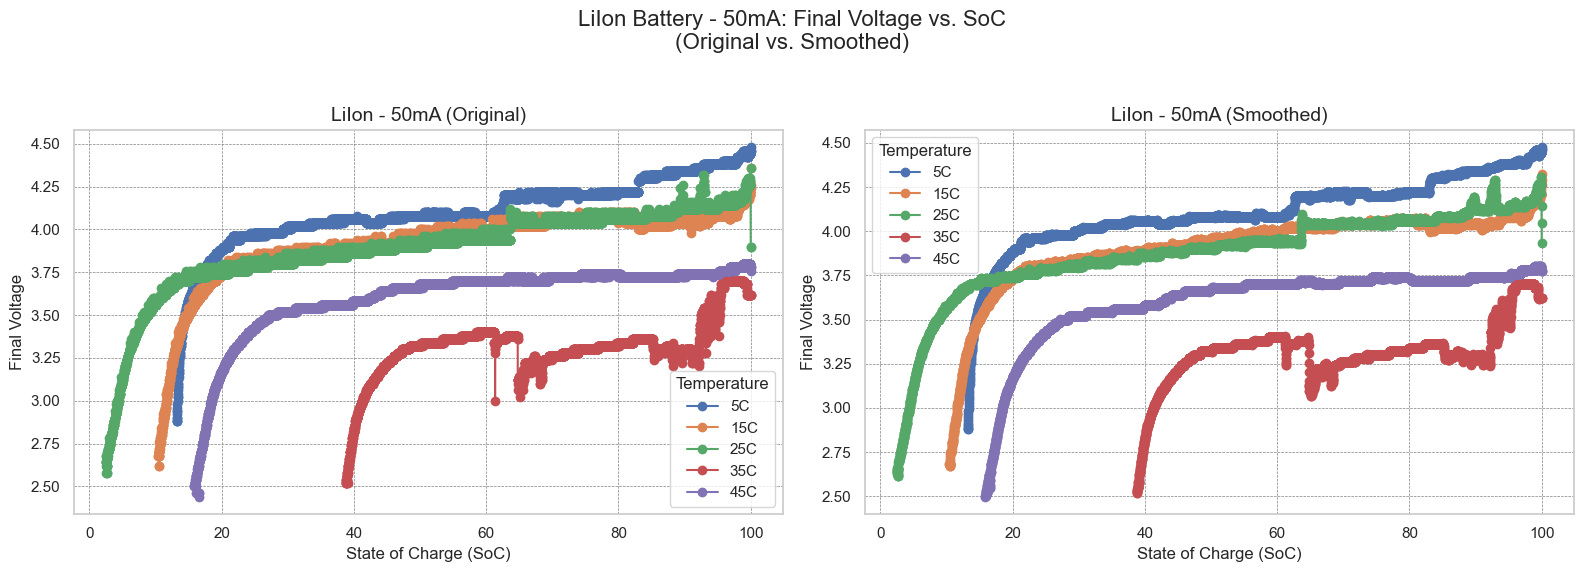 LiIon Battery - 50mA: Final Voltage vs. SoC
(Original vs. Smoothed)
LiIon - 50mA (Original)
Final Voltage
4.50
4.25
4.00
3.75
3.50
3.25
3.00
2.75
2.50
0
20
40
60
80
100
State of Charge (SoC)
Temperature
5C
15C
25C
35C
45C
LiIon - 50mA (Smoothed)
Final Voltage
4.50
4.25
4.00
3.75
3.50
3.25
3.00
2.75
2.50
0
20
40
60
80
100
State of Charge (SoC)
Temperature
5C
15C
25C
35C
45C